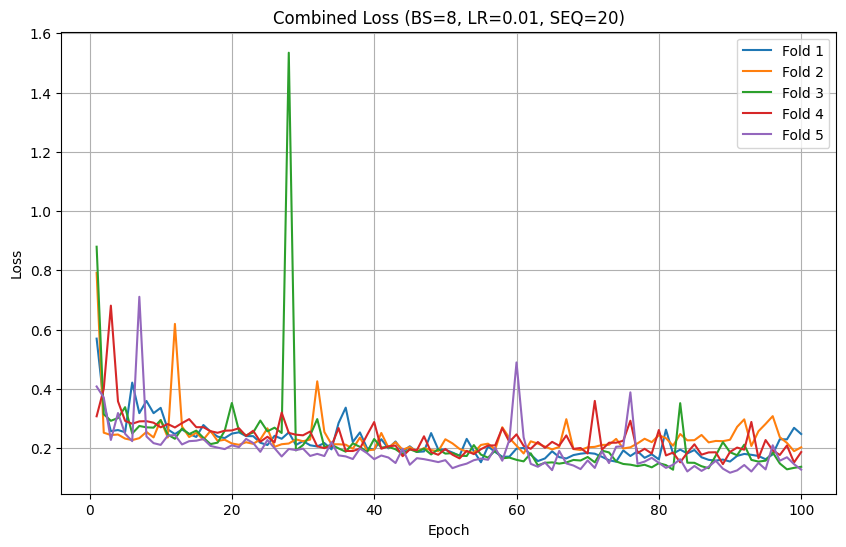 Combined Loss (BS=8, LR=0.01, SEQ=20)
1.6
1.4
1.2
1.0
0.8
0.6
0.4
0.2
Loss
Fold 1
Fold 2
Fold 3
Fold 4
Fold 5
0
20
40
60
80
100
Epoch